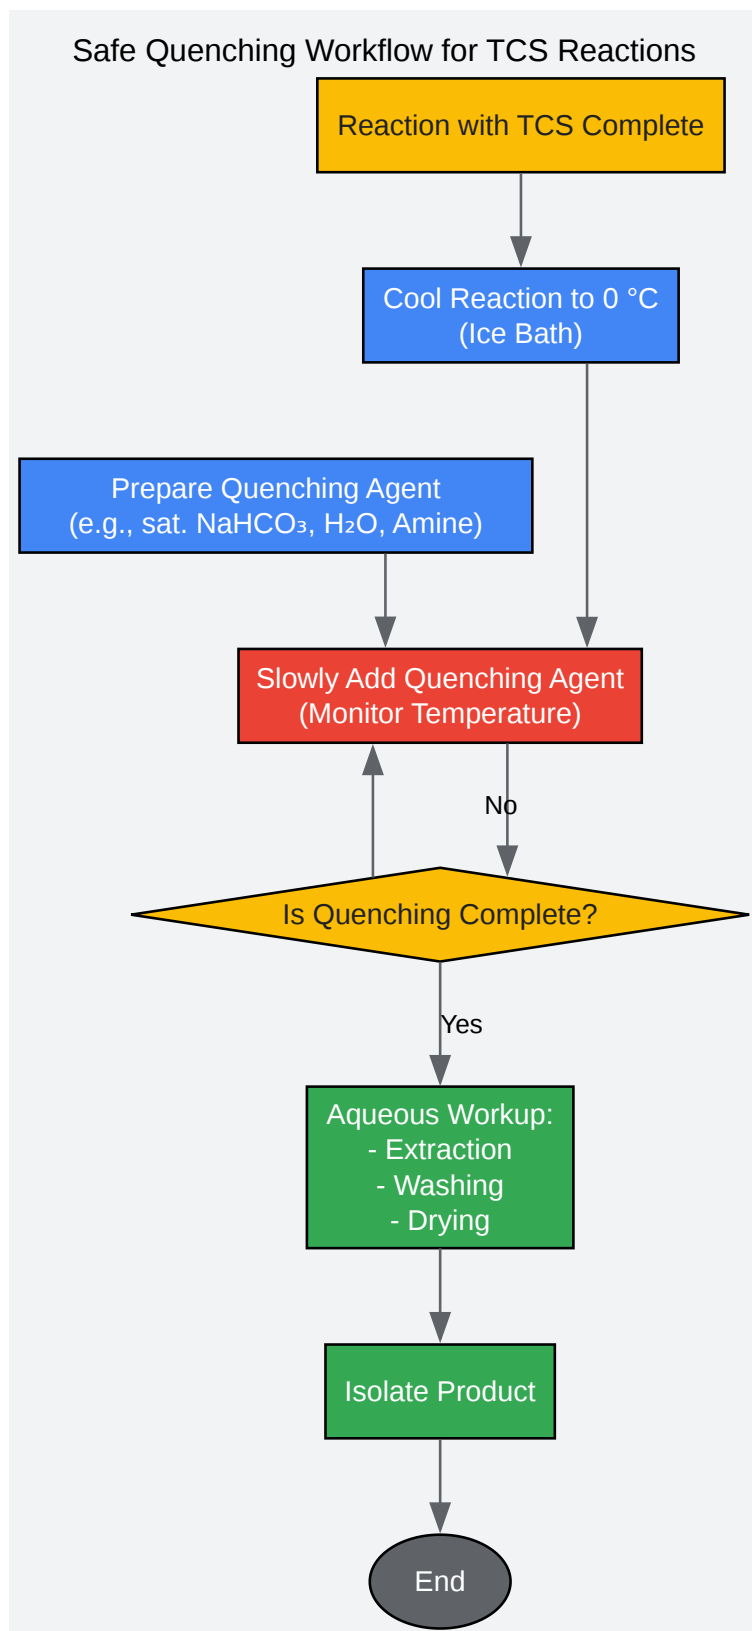 Safe Quenching Workflow for TCS Reactions
Reaction with TCS Complete
Cool Reaction to 0 °C
(Ice Bath)
Prepare Quenching Agent
(e.g., sat. NaHCO₃, H₂O, Amine)
Slowly Add Quenching Agent
(Monitor Temperature)
No
Is Quenching Complete?
Yes
Aqueous Workup:
- Extraction
- Washing
- Drying
Isolate Product
End